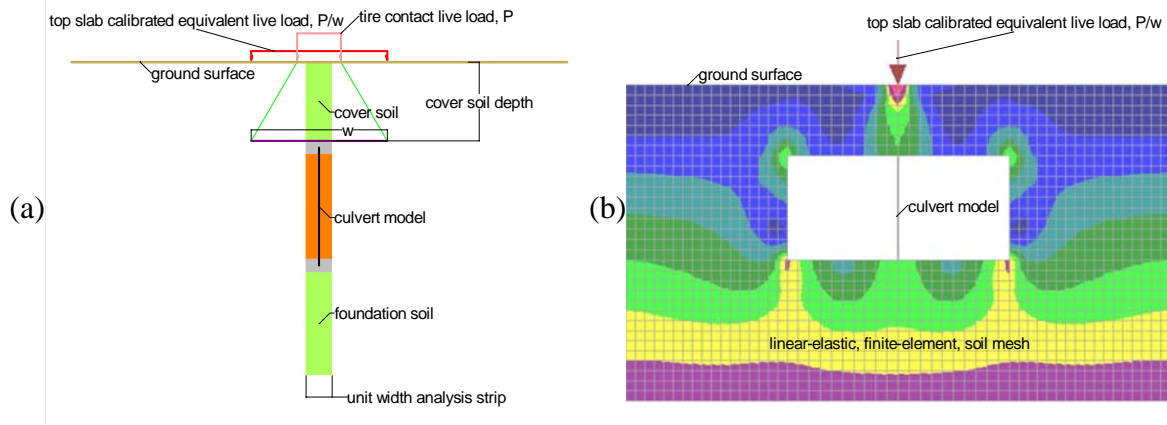 tire contact live load, P
top slab calibrated equivalent live load, P/w
ground surface
cover soil depth
cover soil
w
(a)
culvert model
foundation soil
unit width analysis strip
top slab calibrated equivalent live load, P/w
ground surface
(b)
culvert model
linear-elastic, finite-element, soil mesh